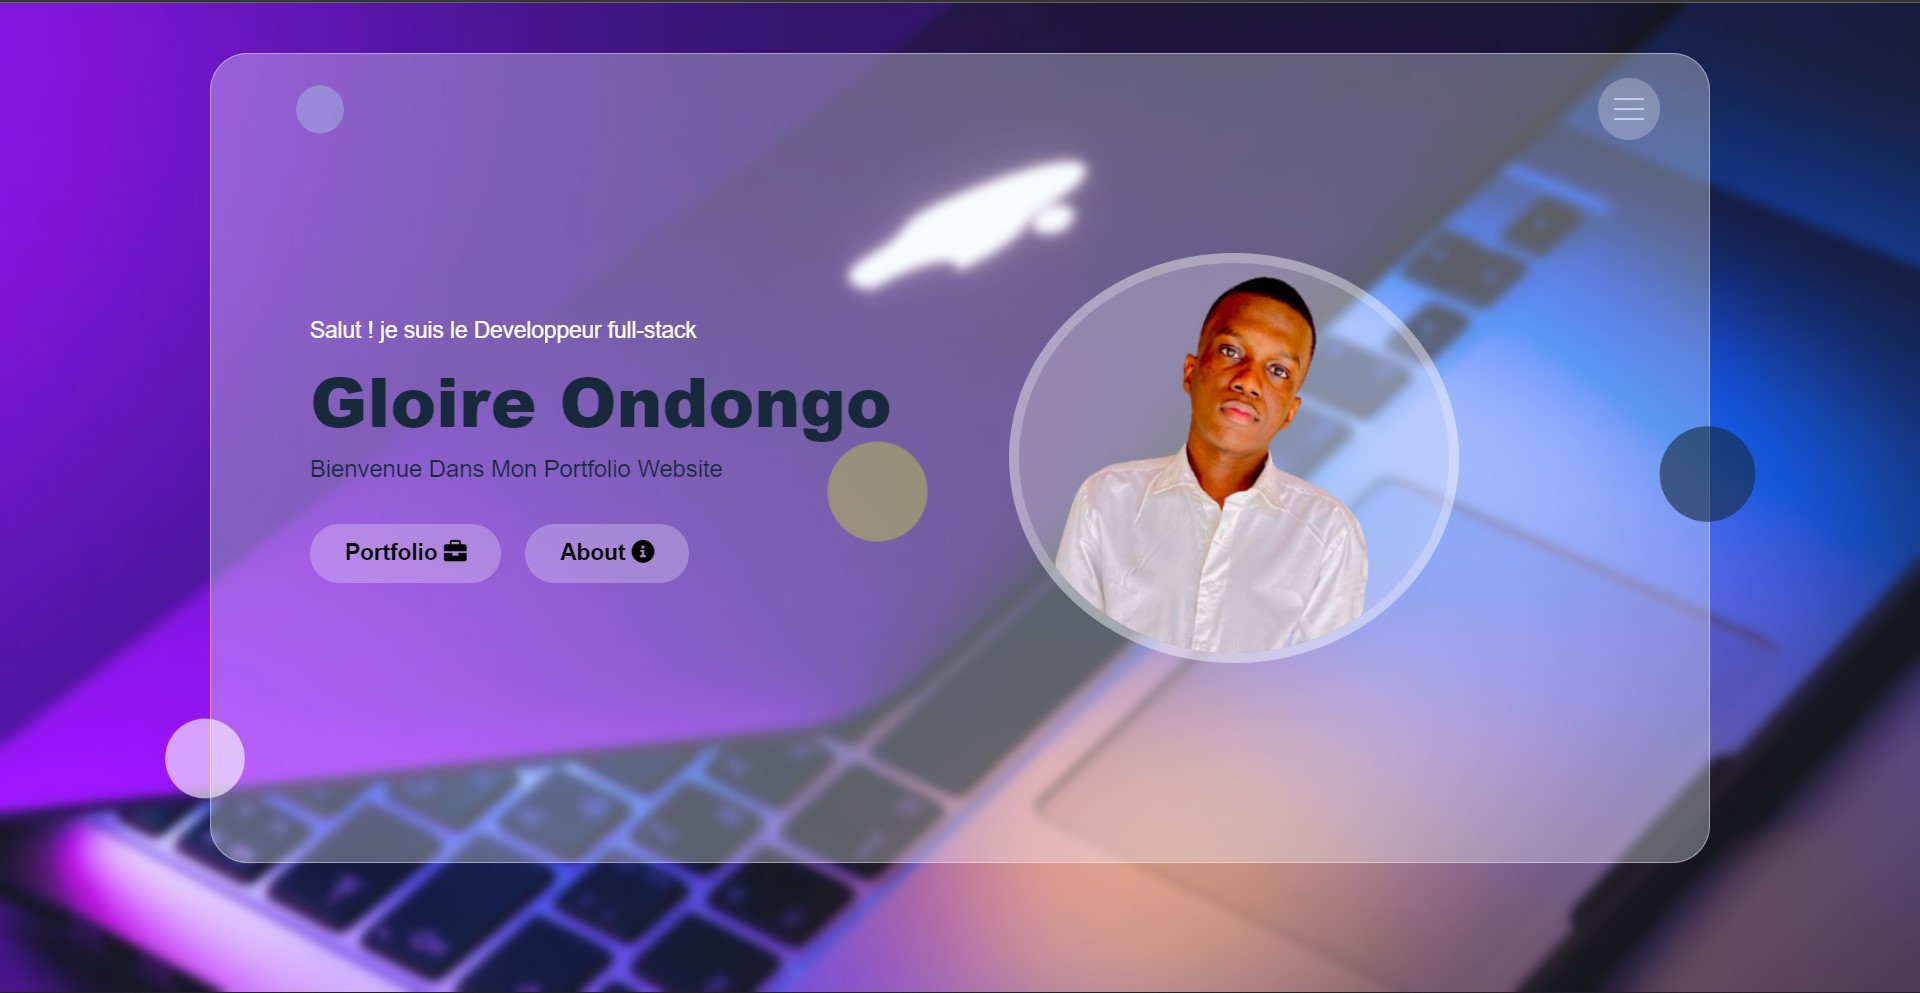 Salut ! je suis le Developpeur full-stack
Gloire Ondongo
Bienvenue Dans Mon Portfolio Website
Portfolio
About